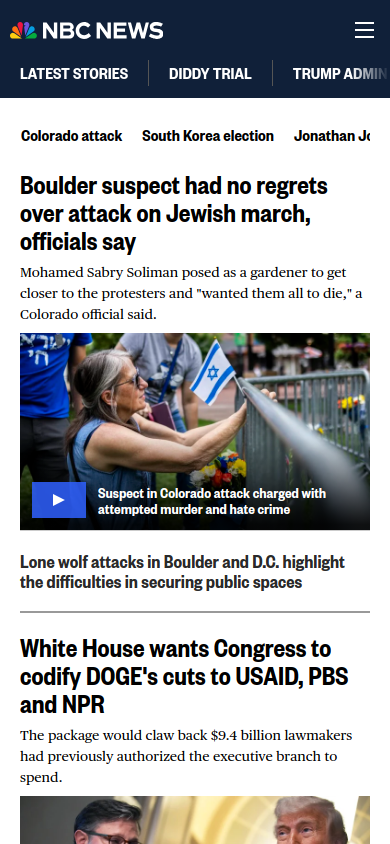 NBC NEWS
LATEST STORIES
DIDDY TRIAL
TRUMP ADMIN
Colorado attack
South Korea election
Jonathan Jo
Boulder suspect had no regrets
over attack on Jewish march,
officials say
Mohamed Sabry Soliman posed as a gardener to get
closer to the protesters and "wanted them all to die," a
Colorado official said.
Suspect in Colorado attack charged with
attempted murder and hate crime
Lone wolf attacks in Boulder and D.C. highlight
the difficulties in securing public spaces
White House wants Congress to
codify DOGE's cuts to USAID, PBS
and NPR
The package would claw back $9.4 billion lawmakers
had previously authorized the executive branch to
spend.